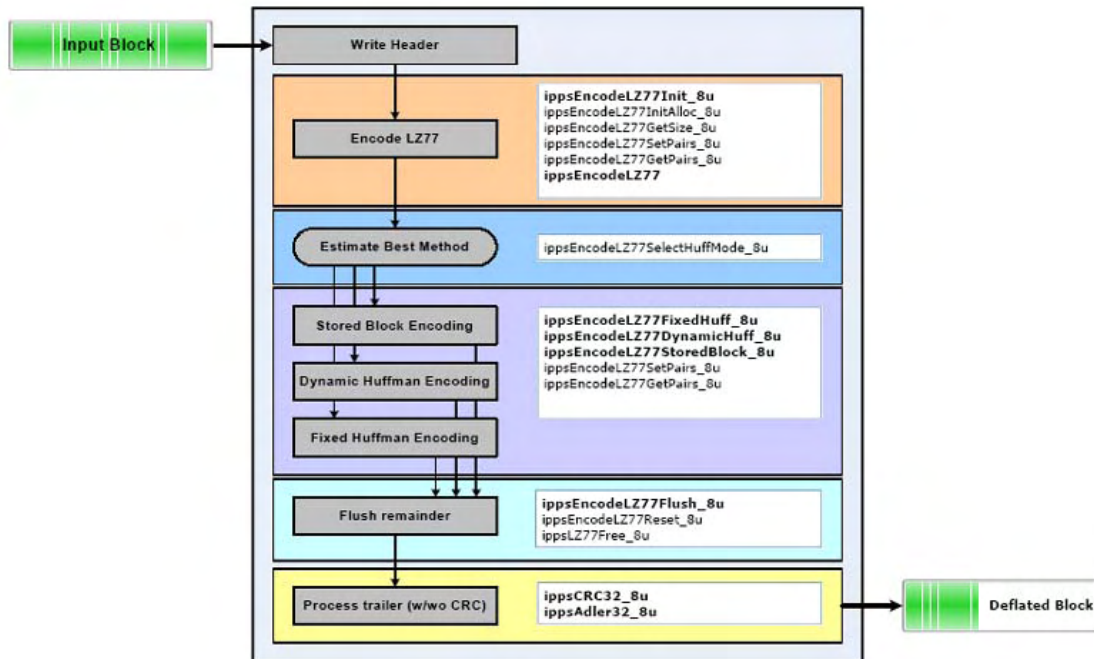 Input Block
Write Header
Encode LZ77
ippsEncodeLZ77Init_8u
ippsEncodeLZ77InitAlloc_8u
ippsEncodeLZ77GetSize_8u
ippsEncodeLZ77SetPairs_8u
ippsEncodeLZ77GetPairs_8u
ippsEncodeLZ77
Estimate Best Method
ippsEncodeLZ77SelectHuffMode_8u
Stored Block Encoding
Dynamic Huffman Encoding
Fixed Huffman Encoding
ippsEncodeLZ77FixedHuff_8u
ippsEncodeLZ77DynamicHuff_8u
ippsEncodeLZ77StoredBlock_8u
ippsEncodeLZ77SetPairs_8u
ippsEncodeLZ77GetPairs_8u
Flush remainder
ippsEncodeLZ77Flush_8u
ippsEncodeLZ77Reset_8u
ippsLZ77Free_8u
Process trailer (w/wo CRC)
ippsCRC32_8u
ippsAdler32_8u
Deflated Block